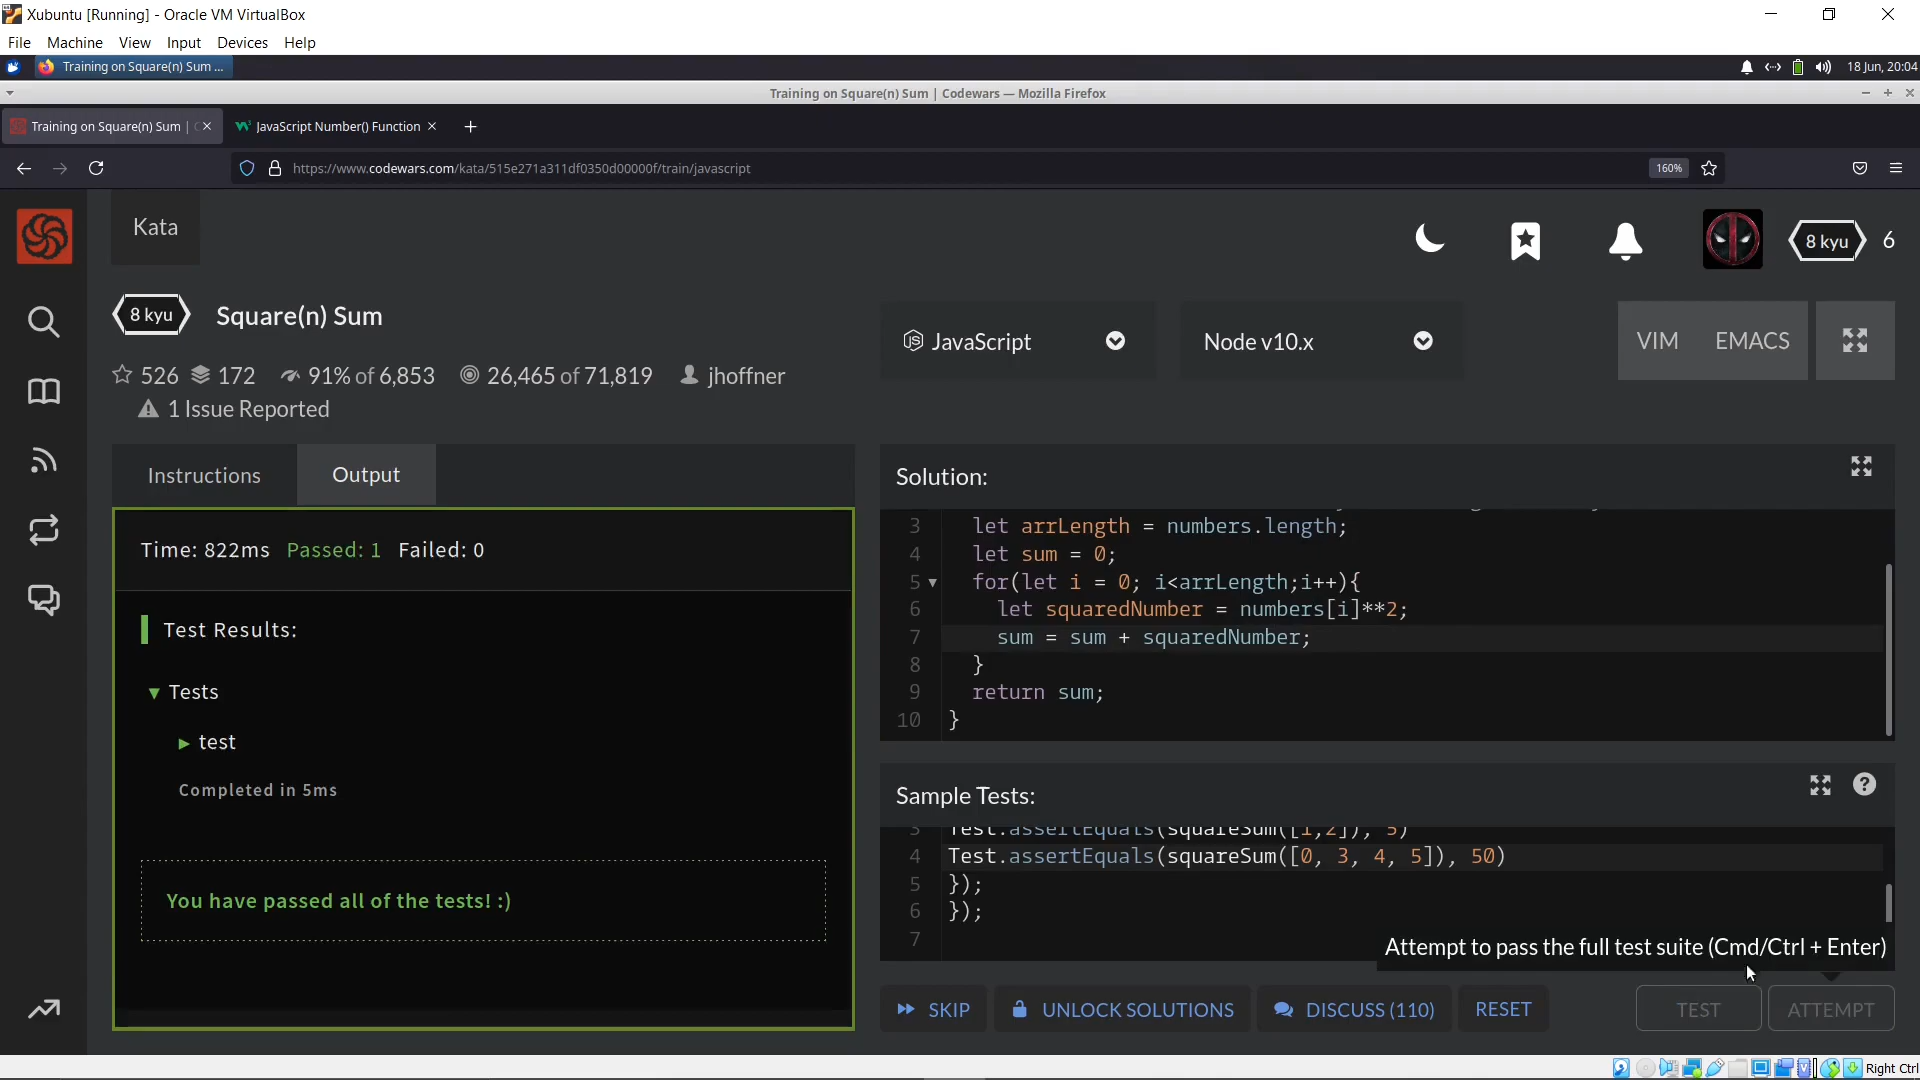 Xubuntu [Running] - Oracle VM VirtualBox
File Machine View Input Devices Help
Training on Square(n) Sum ...
18 Jun, 20:04
Training on Square(n) Sum | Codewars — Mozilla Firefox
Training on Square(n) Sum |
JavaScript Number() Function
https://www.codewars.com/kata/515e271a311df0350d00000f/train/javascript
160%
Kata
8 kyu 6
8 kyu Square(n) Sum
JavaScript
Node v10.x
VIM EMACS
526 172 91% of 6,853 26,465 of 71,819 jhoffner
1 Issue Reported
Instructions Output
Time: 822ms Passed: 1 Failed: 0
Test Results:
Tests
test
Completed in 5ms
You have passed all of the tests! :)
Solution:
3 let arrLength = numbers.length;
4 let sum = 0;
5 for(let i = 0; i<arrLength;i++){
6 let squaredNumber = numbers[i]**2;
7 sum = sum + squaredNumber;
8 }
9 return sum;
10 }
Sample Tests:
3 Test.assertEquals(squareSum([1,2]), 5)
4 Test.assertEquals(squareSum([0, 3, 4, 5]), 50)
5 });
6 });
7
Attempt to pass the full test suite (Cmd/Ctrl + Enter)
SKIP UNLOCK SOLUTIONS DISCUSS (110) RESET TEST ATTEMPT
Right Ctrl